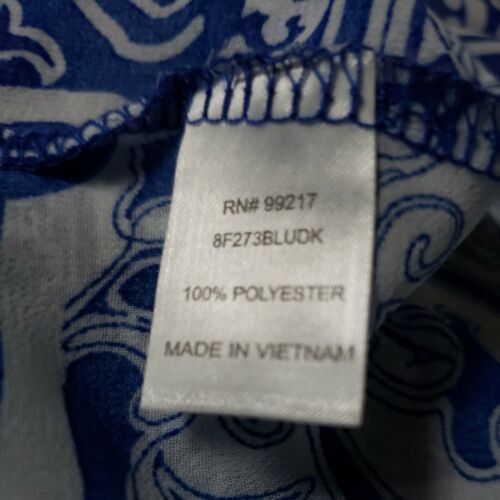 RN# 99217
8F273BLUDK
100% POLYESTER
MADE IN VIETNAM